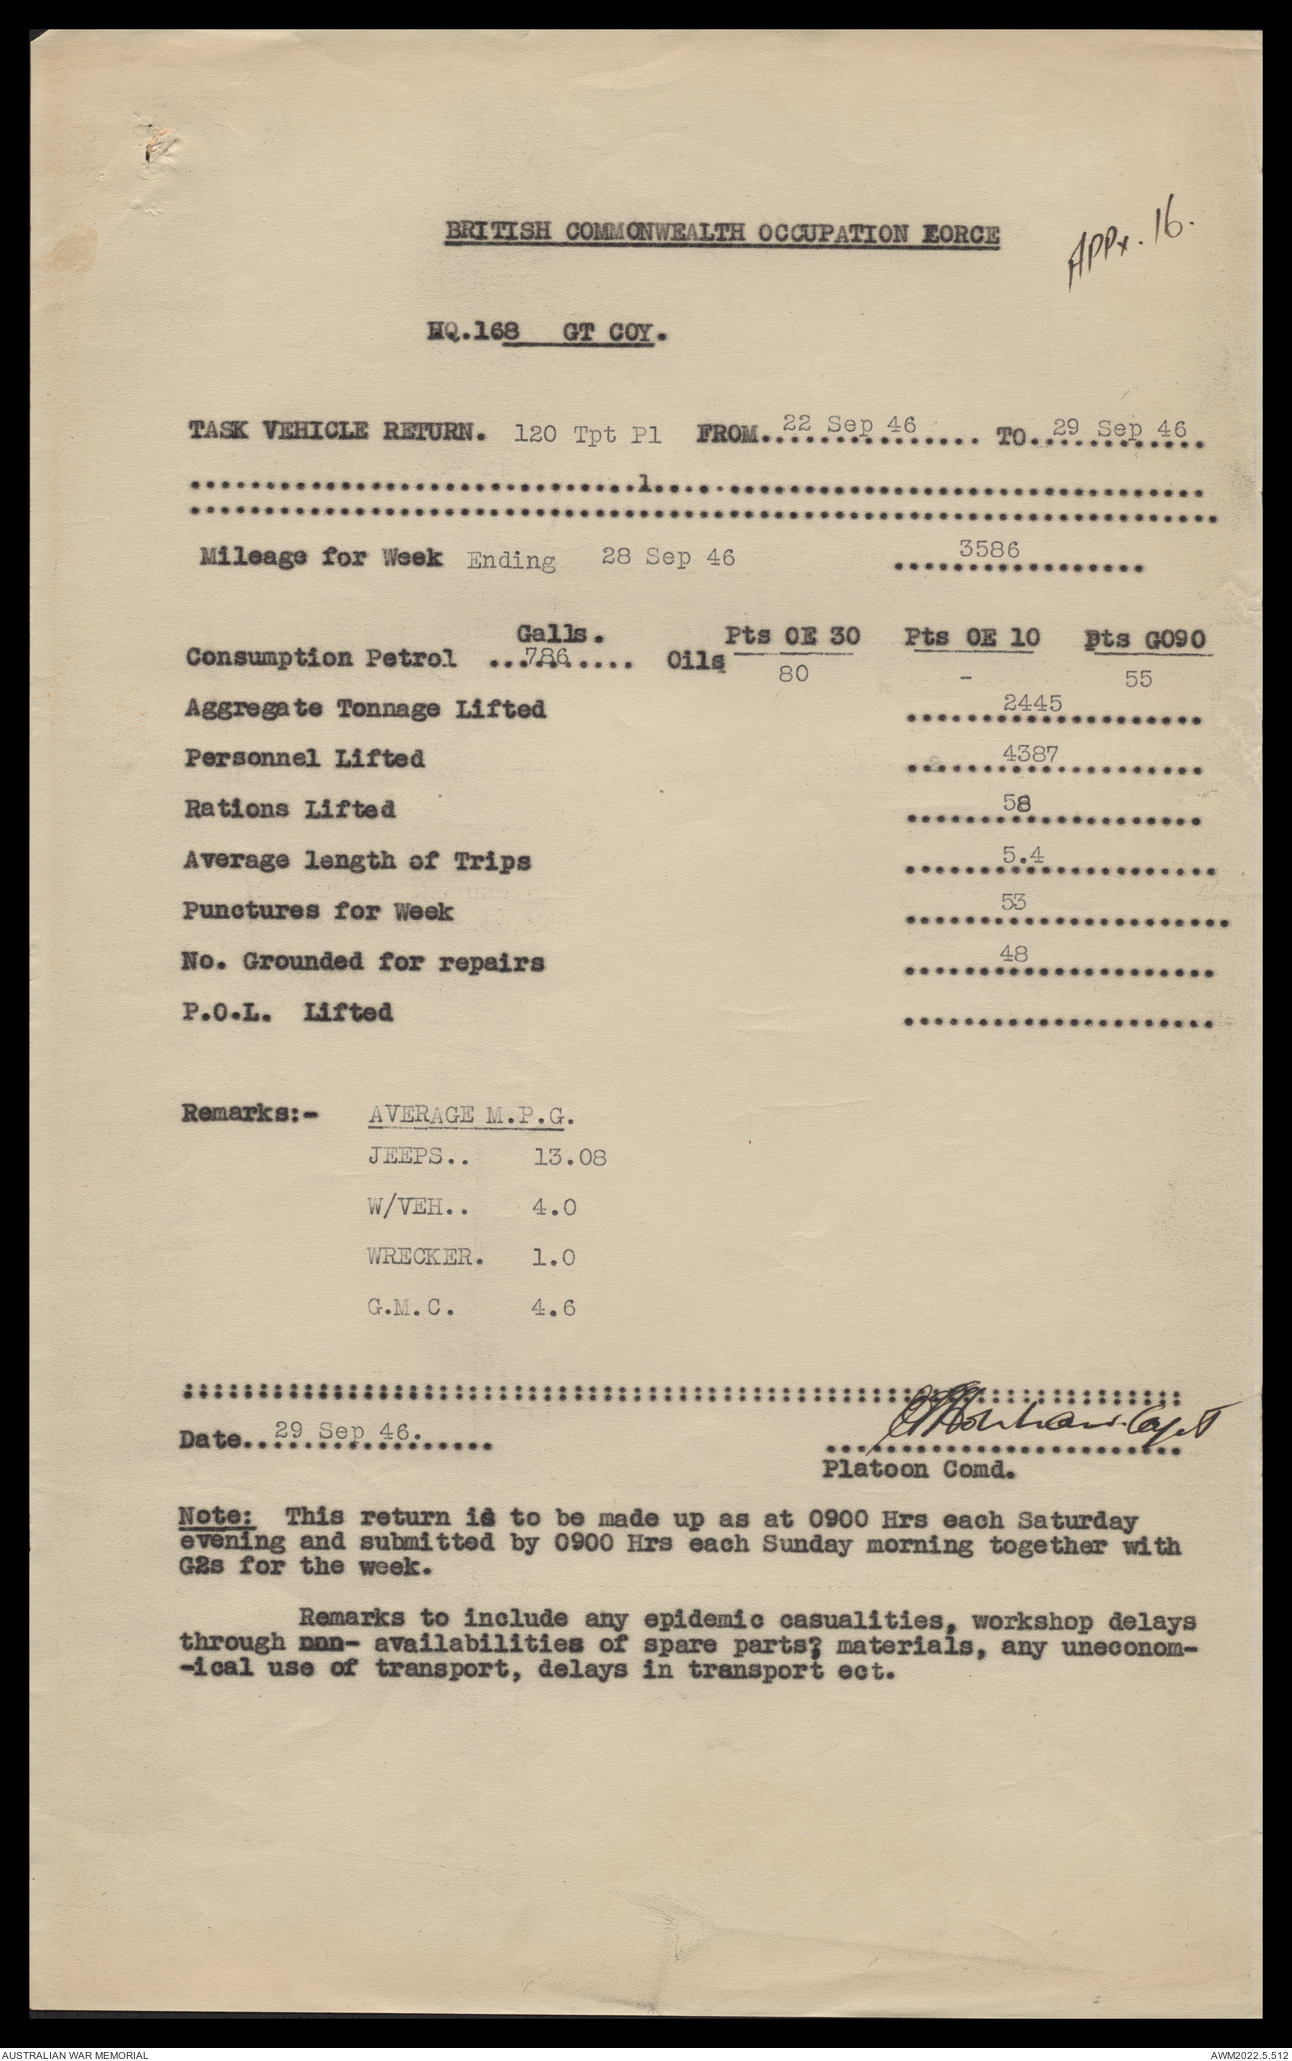 BRITISH COMMONWEALTH OCCUPATION FORCE
APPx. 16.
HQ.168 GT COY.
TASK VEHICLE RETURN. 120 Tpt Pl FROM. 22 Sep 46 TO. 29 Sep 46
1
Mileage for Week Ending 28 Sep 46 3586
Galls. Pts OE 30 Pts OE 10 pts GO90
Consumption Petrol ...786.... Oils 80 - 55
Aggregate Tonnage Lifted 2445
Personnel Lifted 4387
Rations Lifted 58
Average length of Trips 5.4
Punctures for Week 53
No. Grounded for repairs 48
P.O.L. Lifted ....................
Remarks:- AVERAGE M.P.G.
JEEPS.. 13.08
W/VEH.. 4.0
WRECKER. 1.0
G.M.C. 4.6
Date. 29 Sep 46.
Capt
Platoon Comd.
Note: This return is to be made up as at 0900 Hrs each Saturday
evening and submitted by 0900 Hrs each Sunday morning together with
G2s for the week.
Remarks to include any epidemic casualities, workshop delays
through non- availabilities of spare parts? materials, any uneconom-
-ical use of transport, delays in transport ect.
AUSTRALIAN WAR MEMORIAL
AWM2022.5.512